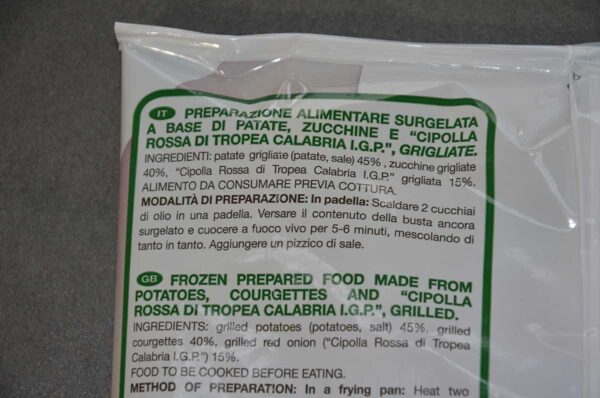 IT PREPARAZIONE ALIMENTARE SURGELATA
A BASE DI PATATE, ZUCCHINE E “CIPOLLA
ROSSA DI TROPEA CALABRIA I.G.P.”, GRIGLIATE.
INGREDIENTI: patate grigliate (patate, sale) 45% , zucchine grigliate
40%, “Cipolla Rossa di Tropea Calabria I.G.P.” grigliata 15%.
ALIMENTO DA CONSUMARE PREVIA COTTURA.
MODALITÀ DI PREPARAZIONE: In padella: Scaldare 2 cucchiai
di olio in una padella. Versare il contenuto della busta ancora
surgelato e cuocere a fuoco vivo per 5-6 minuti, mescolando di
tanto in tanto. Aggiungere un pizzico di sale.
GB FROZEN PREPARED FOOD MADE FROM
POTATOES, COURGETTES AND “CIPOLLA
ROSSA DI TROPEA CALABRIA I.G.P.”, GRILLED.
INGREDIENTS: grilled potatoes (potatoes, salt) 45%, grilled
courgettes 40%, grilled red onion (“Cipolla Rossa di Tropea
Calabria I.G.P.”) 15%.
FOOD TO BE COOKED BEFORE EATING.
METHOD OF PREPARATION: In a frying pan: Heat two